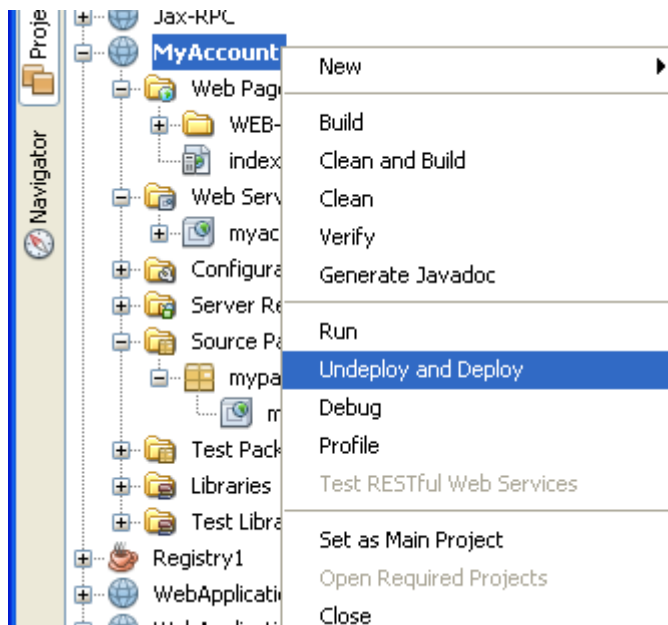 Proje
Navigator
Jax-RPC
MyAccount
Web Pag
WEB-
index
Web Serv
myac
Configura
Server Re
Source Pa
mypa
m
Test Pack
Libraries
Test Libra
Registry1
WebApplicati
New
Build
Clean and Build
Clean
Verify
Generate Javadoc
Run
Undeploy and Deploy
Debug
Profile
Test RESTful Web Services
Set as Main Project
Open Required Projects
Close